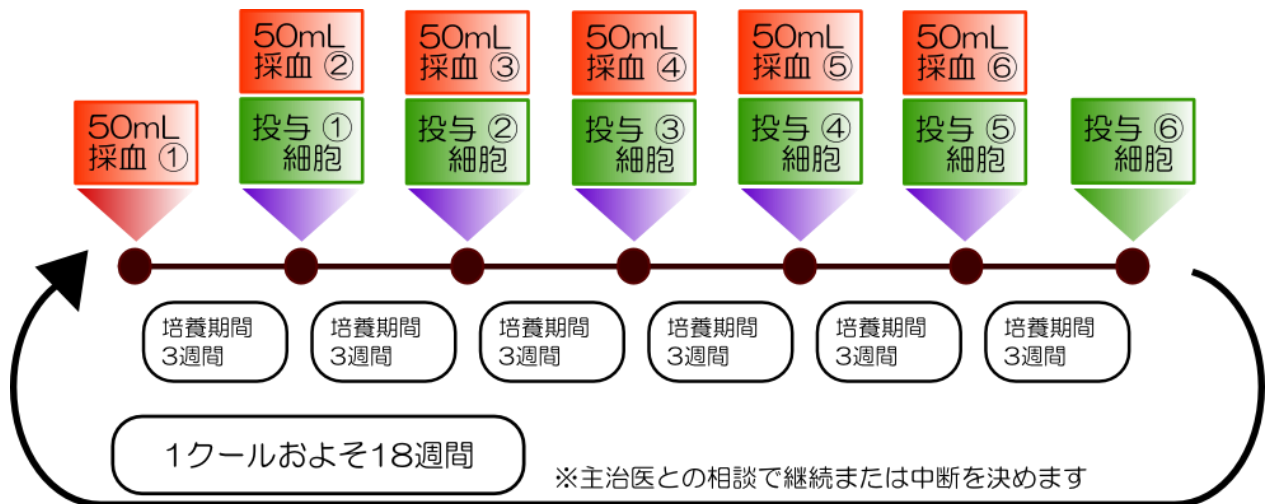 50mL
採血 ①
50mL
採血 ②
投与 ①
細胞
50mL
採血 ③
投与 ②
細胞
50mL
採血 ④
投与 ③
細胞
50mL
採血 ⑤
投与 ④
細胞
50mL
採血 ⑥
投与 ⑤
細胞
投与 ⑥
細胞
培養期間
3週間
培養期間
3週間
培養期間
3週間
培養期間
3週間
培養期間
3週間
培養期間
3週間
1クールおよそ18週間
※主治医との相談で継続または中断を決めます